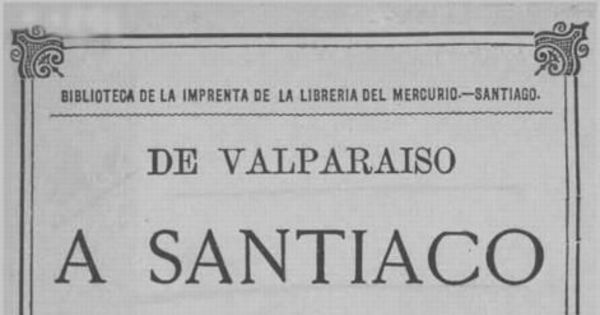 BIBLIOTECA DE LA IMPRENTA DE LA LIBRERIA DEL MERCURIO.—SANTIAGO.
DE VALPARAISO
A SANTIACO